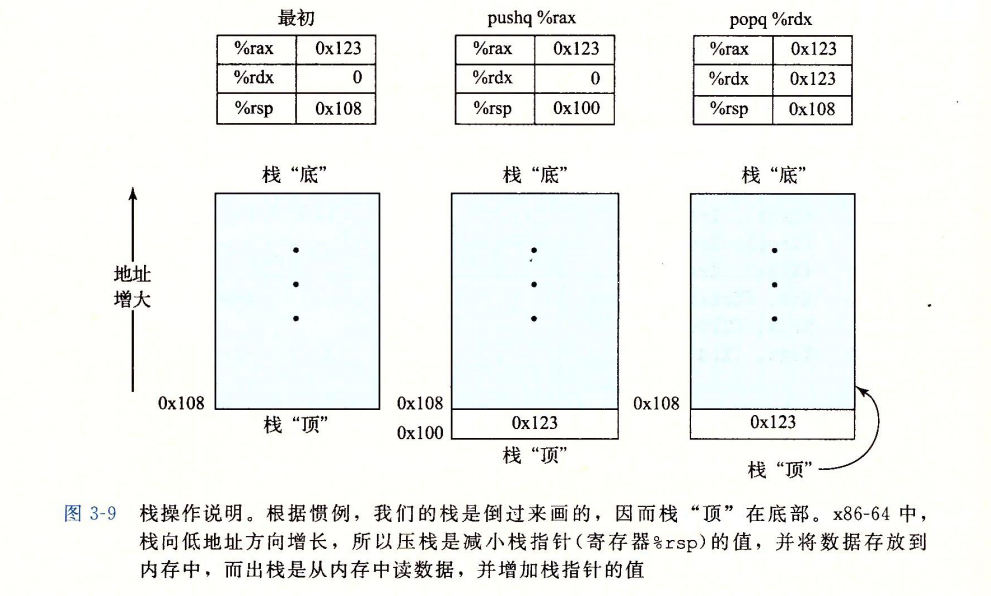 最初
pushq %rax
popq %rdx
%rax 0x123
%rdx 0
%rsp 0x108
%rax 0x123
%rdx 0
%rsp 0x100
%rax 0x123
%rdx 0x123
%rsp 0x108
栈“底”
栈“底”
栈“底”
地址
增大
0x108
栈“顶”
0x108
0x100
0x123
栈“顶”
0x108
0x123
栈“顶”
图 3-9 栈操作说明。根据惯例，我们的栈是倒过来画的，因而栈“顶”在底部。x86-64 中，
栈向低地址方向增长，所以压栈是减小栈指针(寄存器%rsp)的值，并将数据存放到
内存中，而出栈是从内存中读数据，并增加栈指针的值